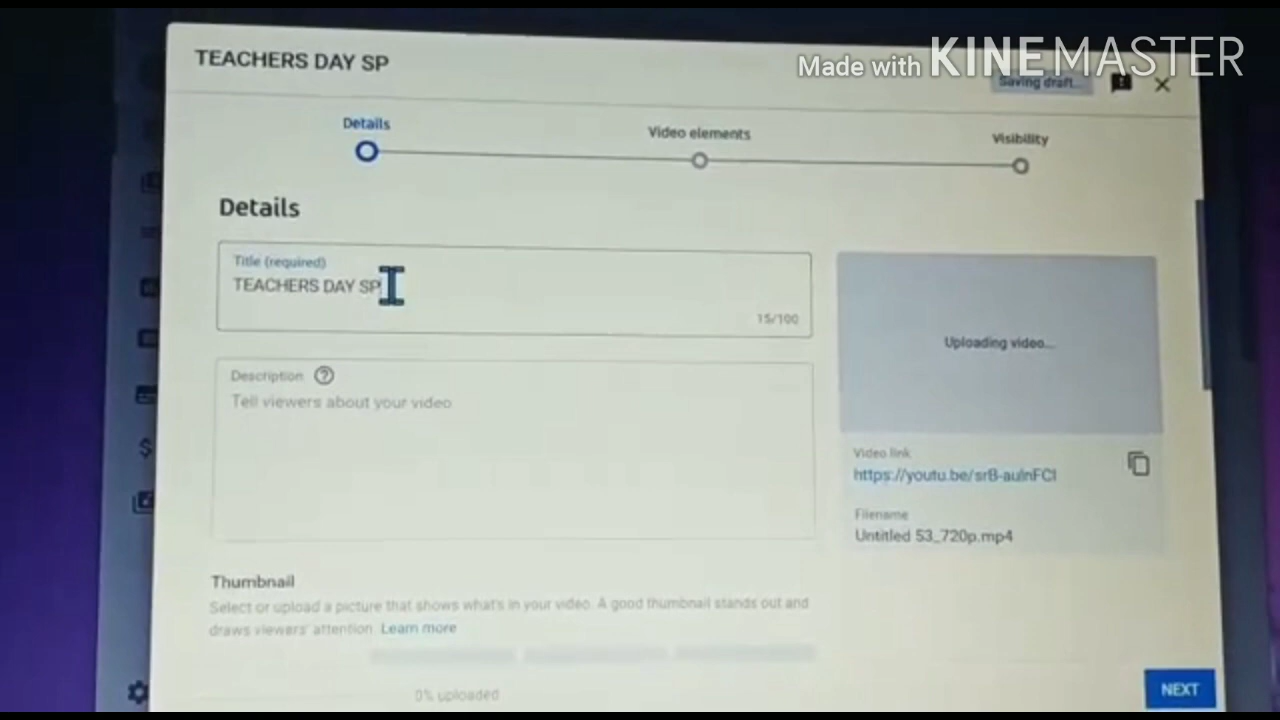 TEACHERS DAY SP
Made with KINEMASTER
Saving draft...
Details
Video elements
Visibility
Details
Title (required)
TEACHERS DAY SP
15/100
Description
Tell viewers about your video
Uploading video...
Video link
https://youtu.be/srB-aulnFCI
Filename
Untitled 53_720p.mp4
Thumbnail
Select or upload a picture that shows what's in your video. A good thumbnail stands out and
draws viewers' attention. Learn more
0% uploaded
NEXT